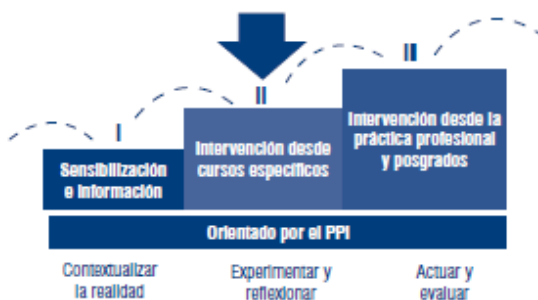 I
Sensibilización
e Información
II
Intervención desde
cursos específicos
III
Intervención desde la
práctica profesional
y posgrados
Orientado por el PPI
Contextualizar
la realidad
Experimentar y
reflexionar
Actuar y
evaluar